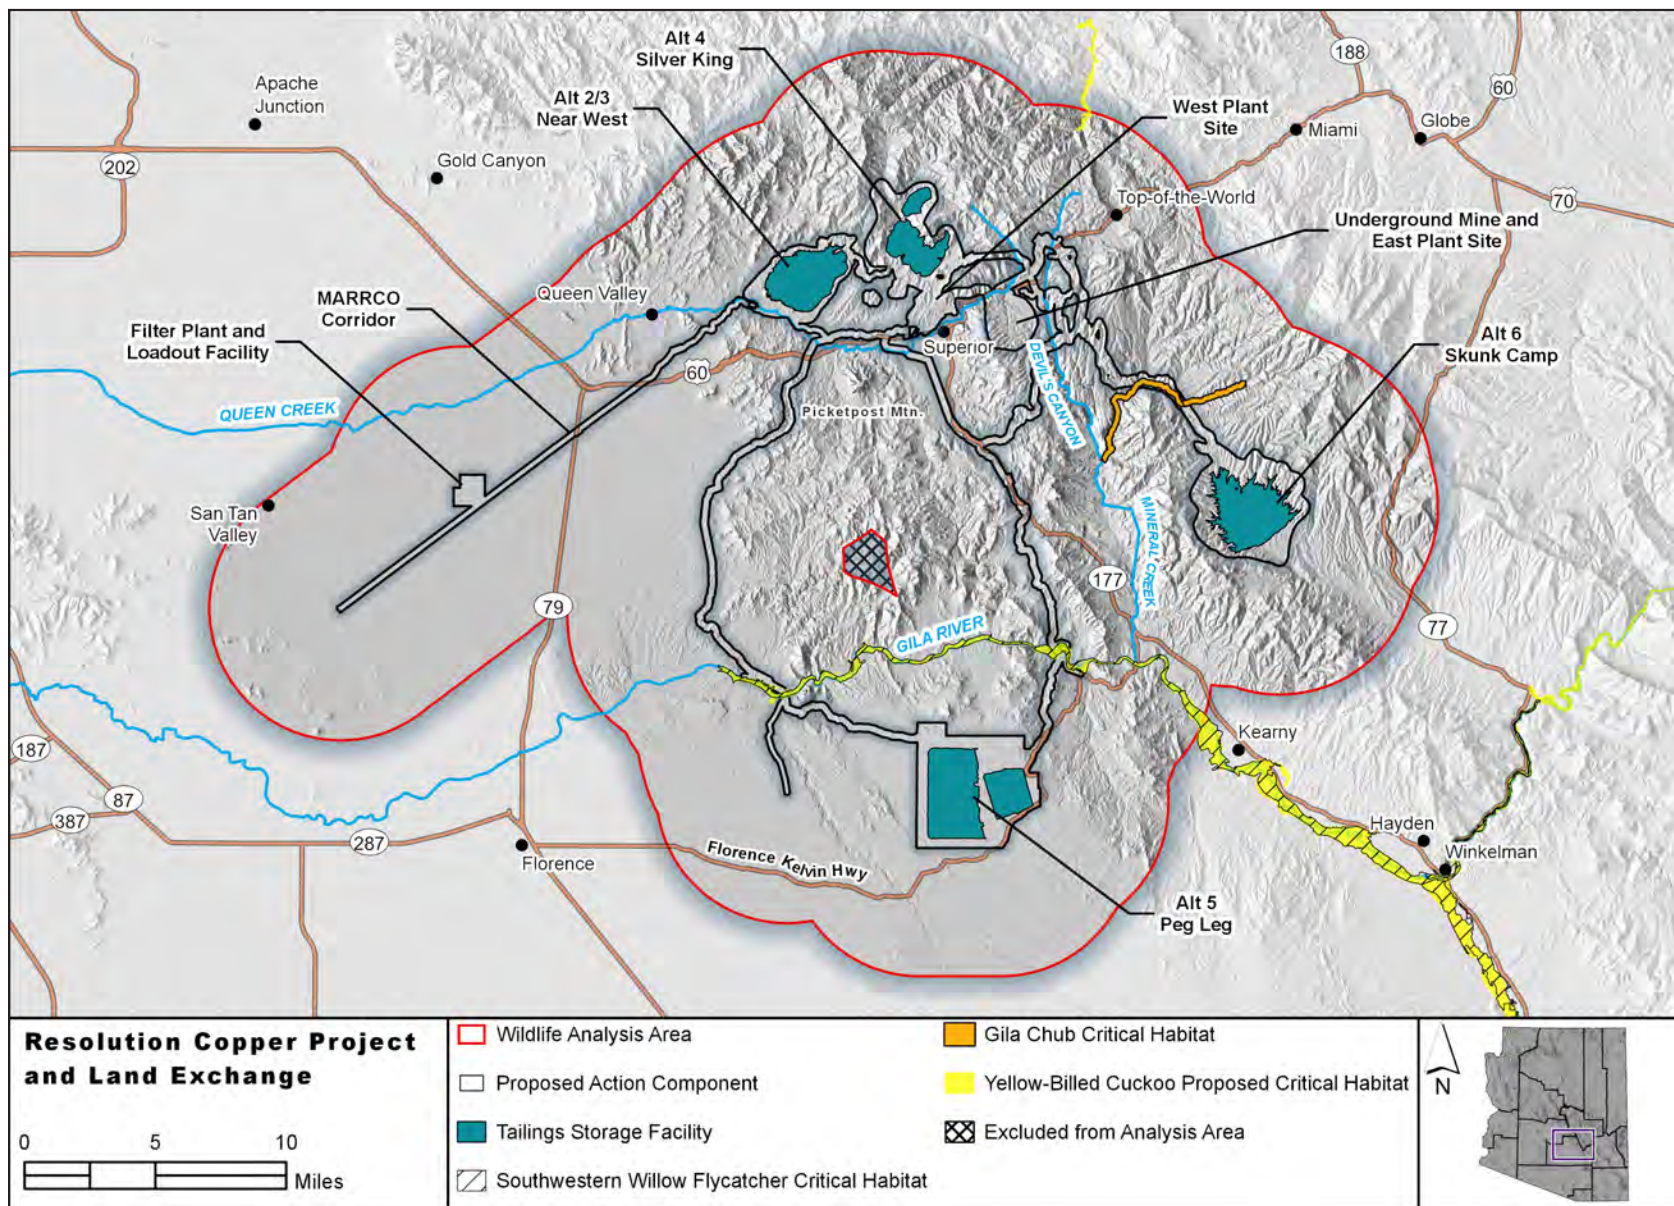 Alt 4
Silver King
188
60
Apache
Junction
Alt 2/3
Near West
West Plant
Site
Miami
Globe
202
Gold Canyon
Top-of-the-World
70
Underground Mine and
East Plant Site
MARRCO
Corridor
Queen Valley
Filter Plant and
Loadout Facility
Superior
Alt 6
Skunk Camp
60
DEVIL'S CANYON
QUEEN CREEK
Picketpost Mtn.
San Tan
Valley
MINERAL CREEK
177
79
GILA RIVER
77
187
Kearny
87
387
287
Hayden
Florence
Winkelman
Florence Kelvin Hwy
Alt 5
Peg Leg
Resolution Copper Project
and Land Exchange
0 5 10
Miles
Wildlife Analysis Area
Proposed Action Component
Tailings Storage Facility
Southwestern Willow Flycatcher Critical Habitat
Gila Chub Critical Habitat
Yellow-Billed Cuckoo Proposed Critical Habitat
Excluded from Analysis Area
N